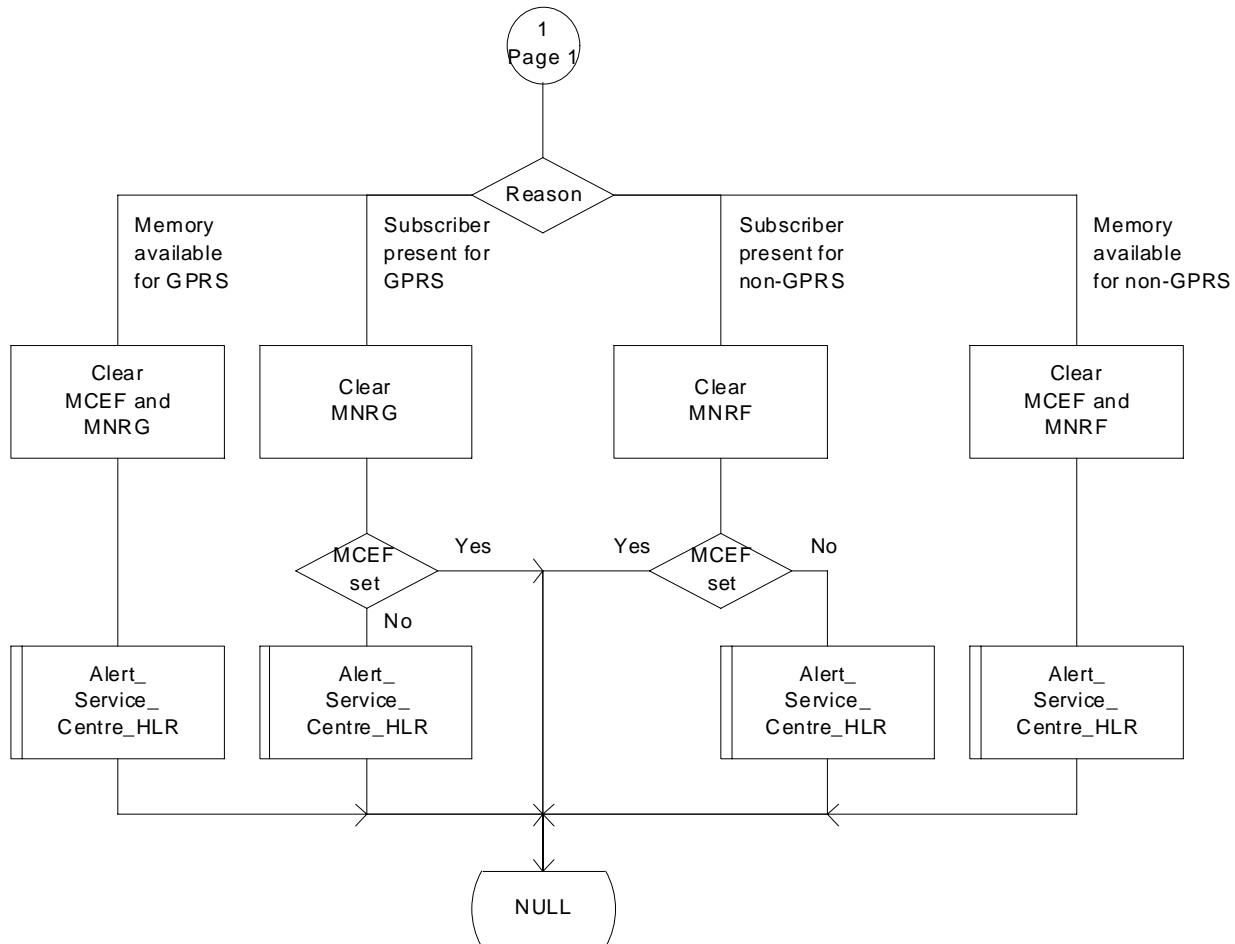 1
Page 1
Reason
Memory
available
for GPRS
Subscriber
present for
GPRS
Subscriber
present for
non-GPRS
Memory
available
for non-GPRS
Clear
MCEF and
MNRG
Clear
MNRG
Clear
MNRF
Clear
MCEF and
MNRF
MCEF
set
Yes
No
Yes
MCEF
set
No
Alert_
Service_
Centre_HLR
Alert_
Service_
Centre_HLR
Alert_
Service_
Centre_HLR
Alert_
Service_
Centre_HLR
NULL